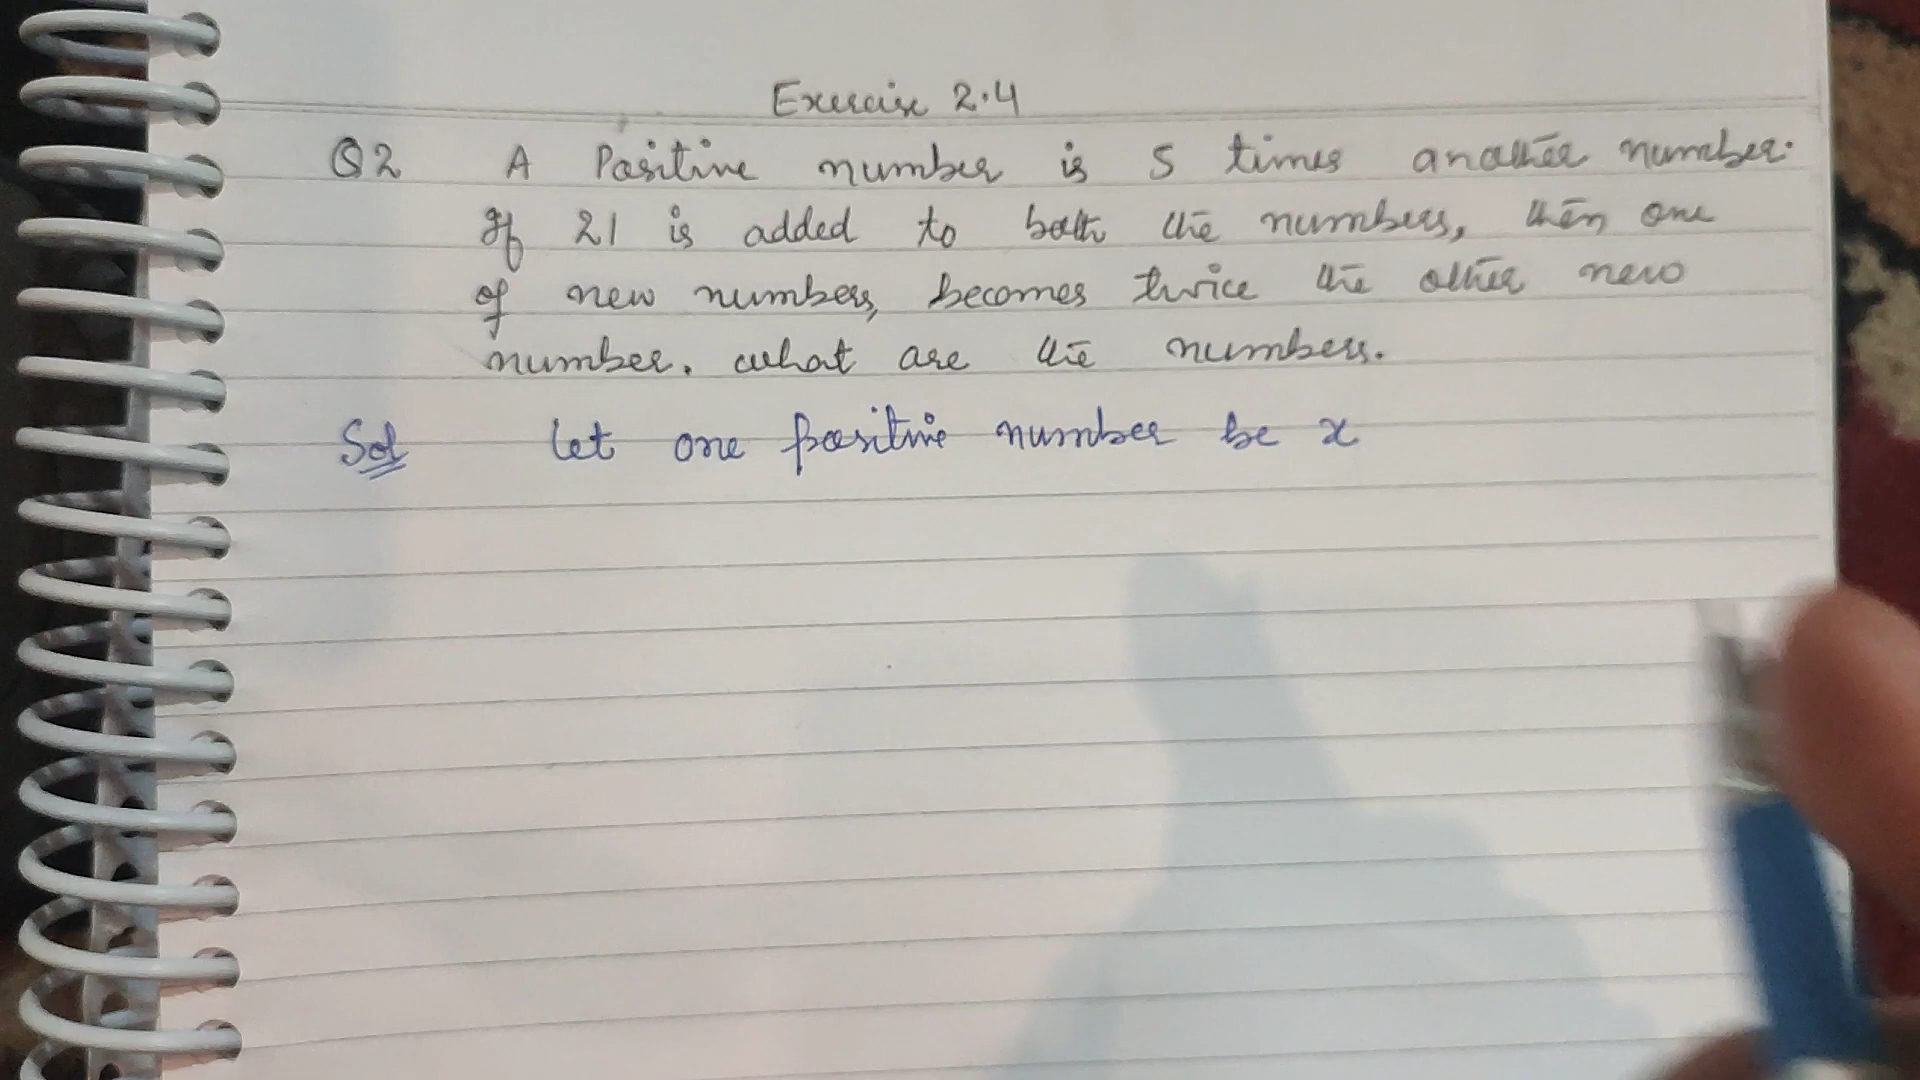 Exercise 2.4
Q2 A Positive number is 5 times another number.
If 21 is added to both the numbers, then one
of new numbers, becomes twice the other new
number. what are the numbers.
Sol let one positive number be x